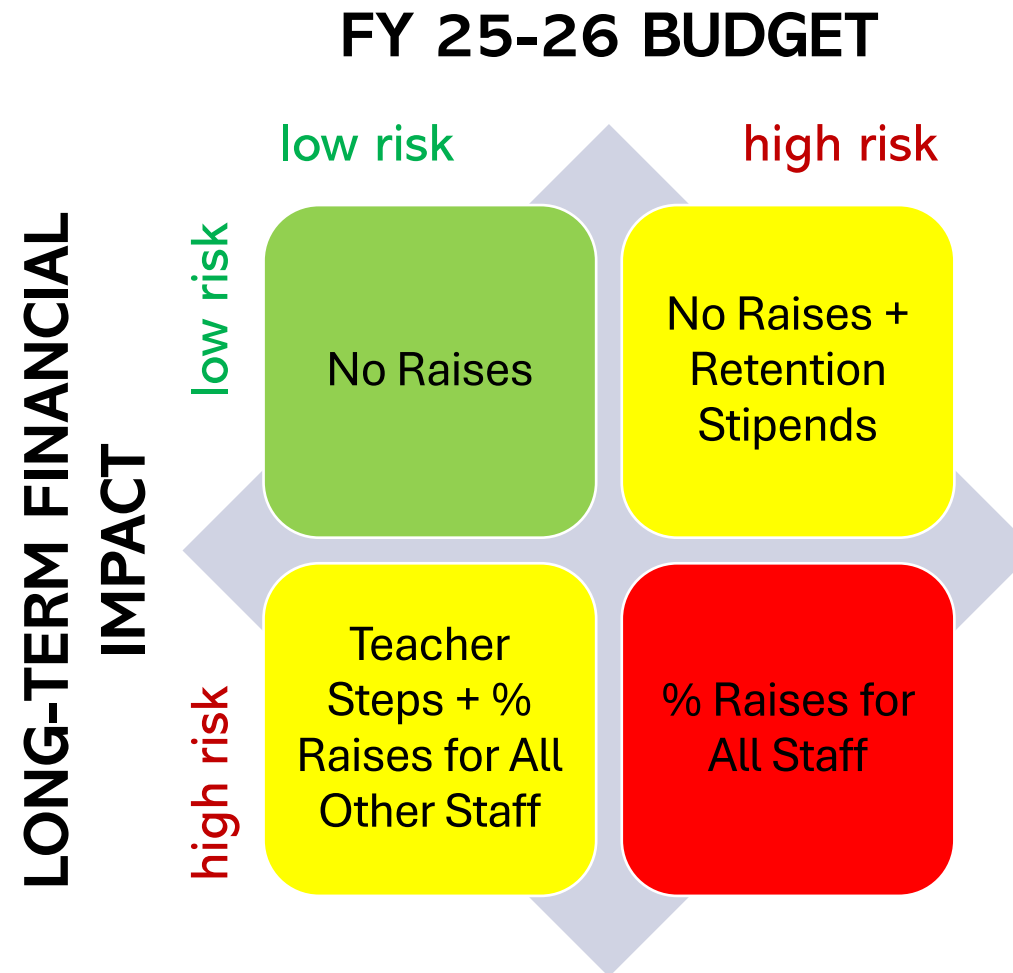 FY 25-26 BUDGET
low risk
high risk
LONG-TERM FINANCIAL
IMPACT
low risk
high risk
No Raises
No Raises +
Retention
Stipends
Teacher
Steps + %
Raises for All
Other Staff
% Raises for
All Staff